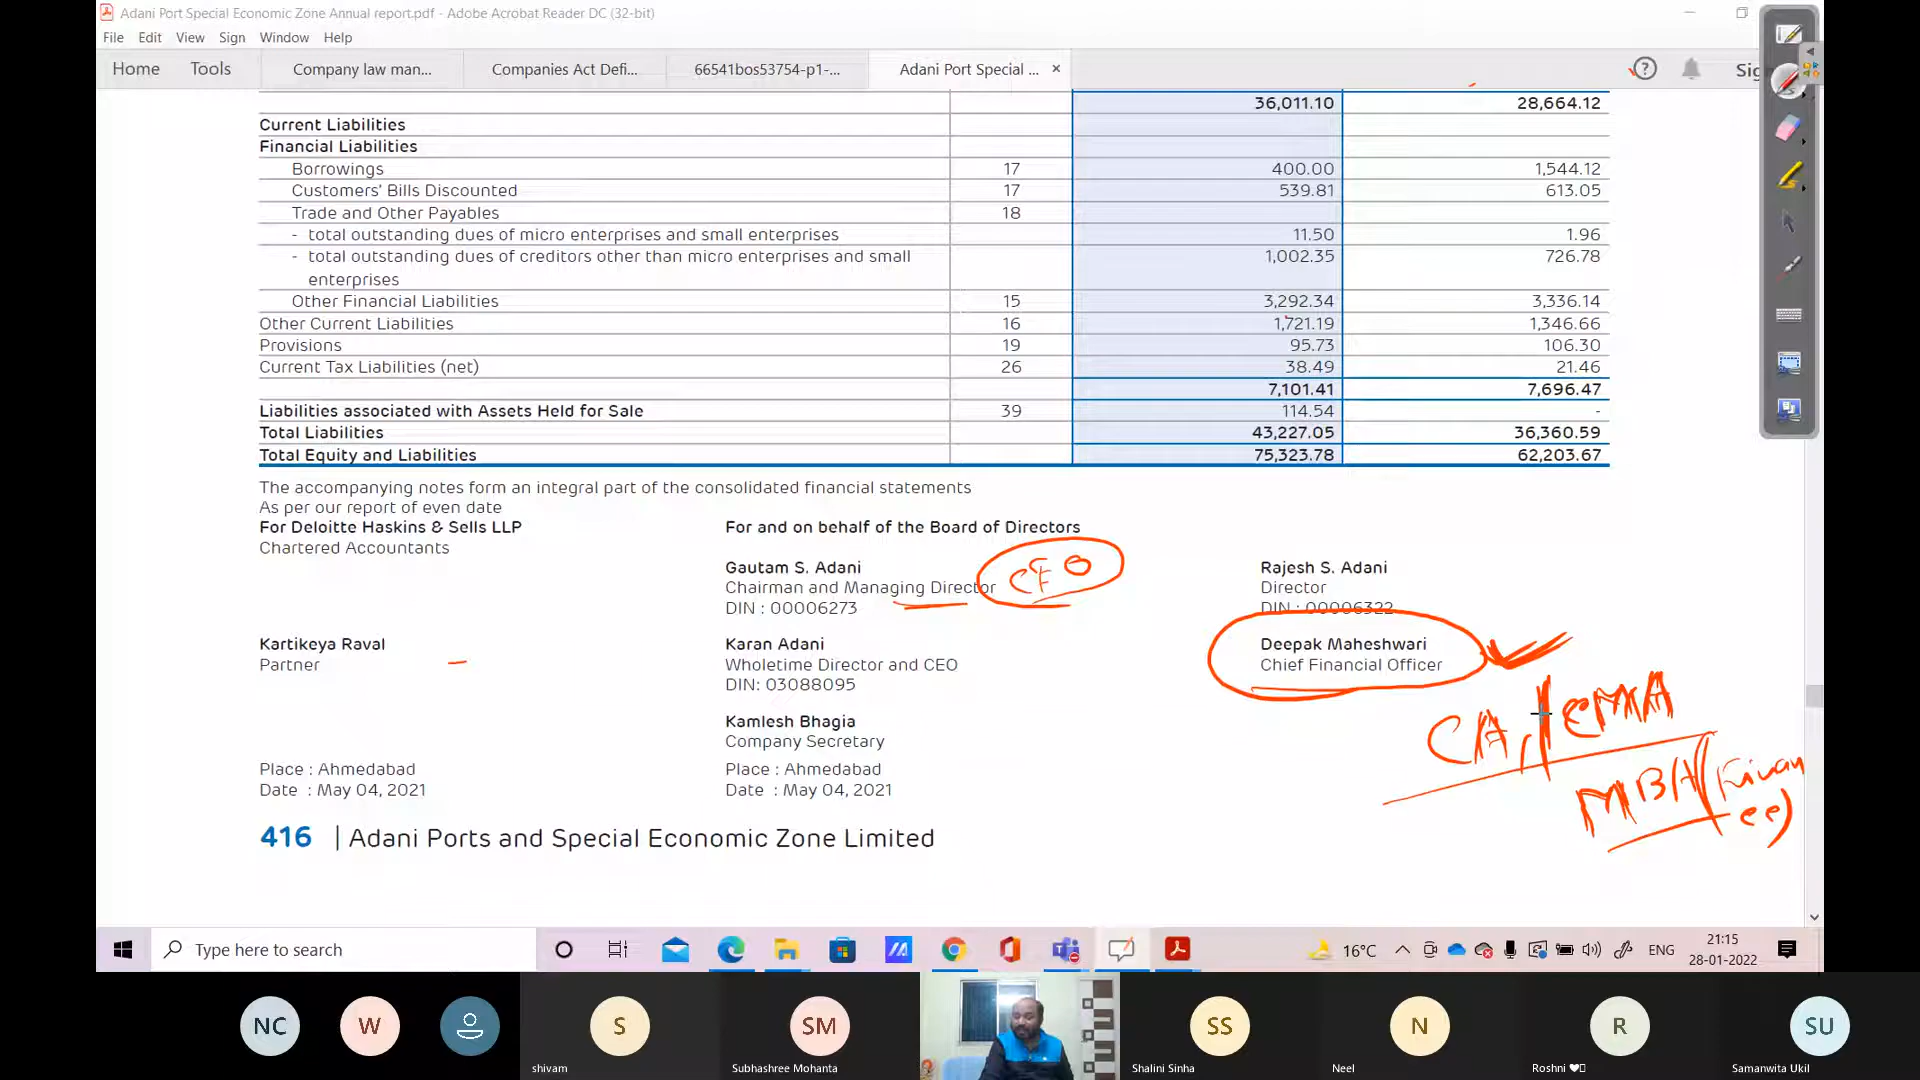 Adani Port Special Economic Zone Annual report.pdf - Adobe Acrobat Reader DC (32-bit)
File Edit View Sign Window Help
Home Tools Company law man... Companies Act Defi... 66541bos53754-p1-... Adani Port Special ... × Sig
36,011.10 28,664.12
Current Liabilities
Financial Liabilities
Borrowings 17 400.00 1,544.12
Customers' Bills Discounted 17 539.81 613.05
Trade and Other Payables 18
- total outstanding dues of micro enterprises and small enterprises 11.50 1.96
- total outstanding dues of creditors other than micro enterprises and small 1,002.35 726.78
enterprises
Other Financial Liabilities 15 3,292.34 3,336.14
Other Current Liabilities 16 1,721.19 1,346.66
Provisions 19 95.73 106.30
Current Tax Liabilities (net) 26 38.49 21.46
7,101.41 7,696.47
Liabilities associated with Assets Held for Sale 39 114.54 -
Total Liabilities 43,227.05 36,360.59
Total Equity and Liabilities 75,323.78 62,203.67
The accompanying notes form an integral part of the consolidated financial statements
As per our report of even date
For Deloitte Haskins & Sells LLP For and on behalf of the Board of Directors
Chartered Accountants
Gautam S. Adani CFO Rajesh S. Adani
Chairman and Managing Director Director
DIN : 00006273 DIN : 00006322
Kartikeya Raval Karan Adani Deepak Maheshwari
Partner Wholetime Director and CEO Chief Financial Officer
DIN: 03088095
CA, CMA
Kamlesh Bhagia
Company Secretary
MBA (Finan
ce)
Place : Ahmedabad Place : Ahmedabad
Date : May 04, 2021 Date : May 04, 2021
416 | Adani Ports and Special Economic Zone Limited
Type here to search 16°C ENG 21:15
28-01-2022
NC W S SM SS N R SU
shivam Subhashree Mohanta Shalini Sinha Neel Roshni ❤ Samanwita Ukil